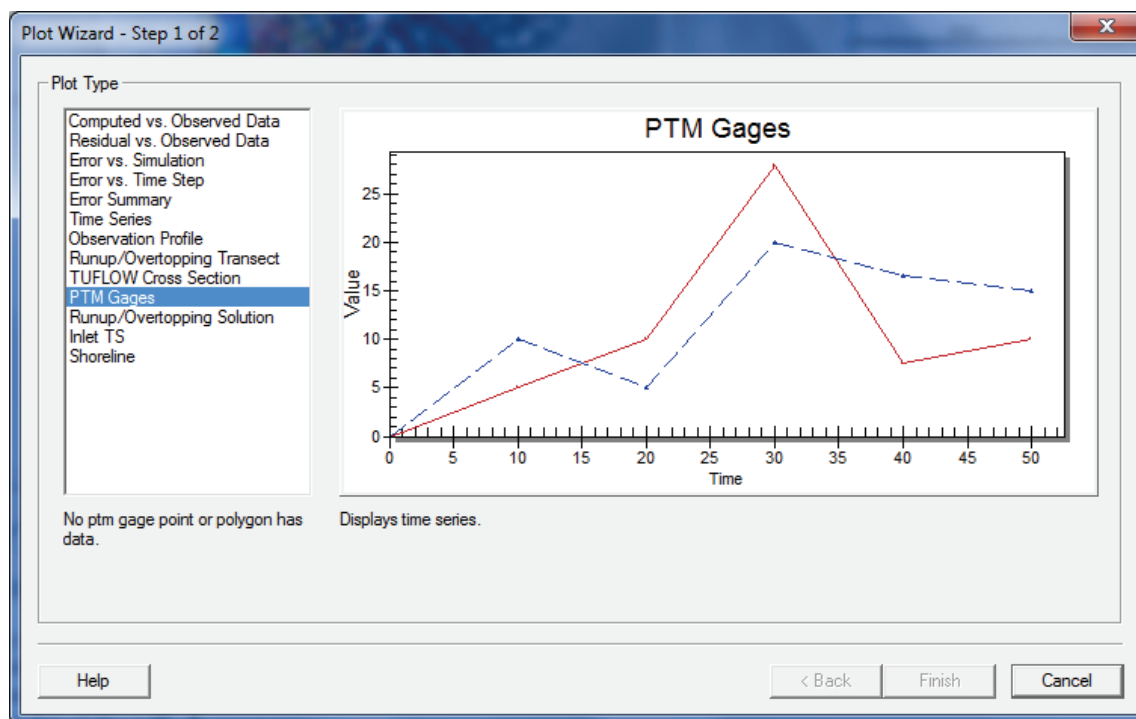 Plot Wizard - Step 1 of 2
Plot Type
Computed vs. Observed Data
Residual vs. Observed Data
Error vs. Simulation
Error vs. Time Step
Error Summary
Time Series
Observation Profile
Runup/Overtopping Transect
TUFLOW Cross Section
PTM Gages
Runup/Overtopping Solution
Inlet TS
Shoreline
No ptm gage point or polygon has
data.
PTM Gages
Value
25
20
15
10
5
0
0 5 10 15 20 25 30 35 40 45 50
Time
Displays time series.
Help
< Back
Finish
Cancel